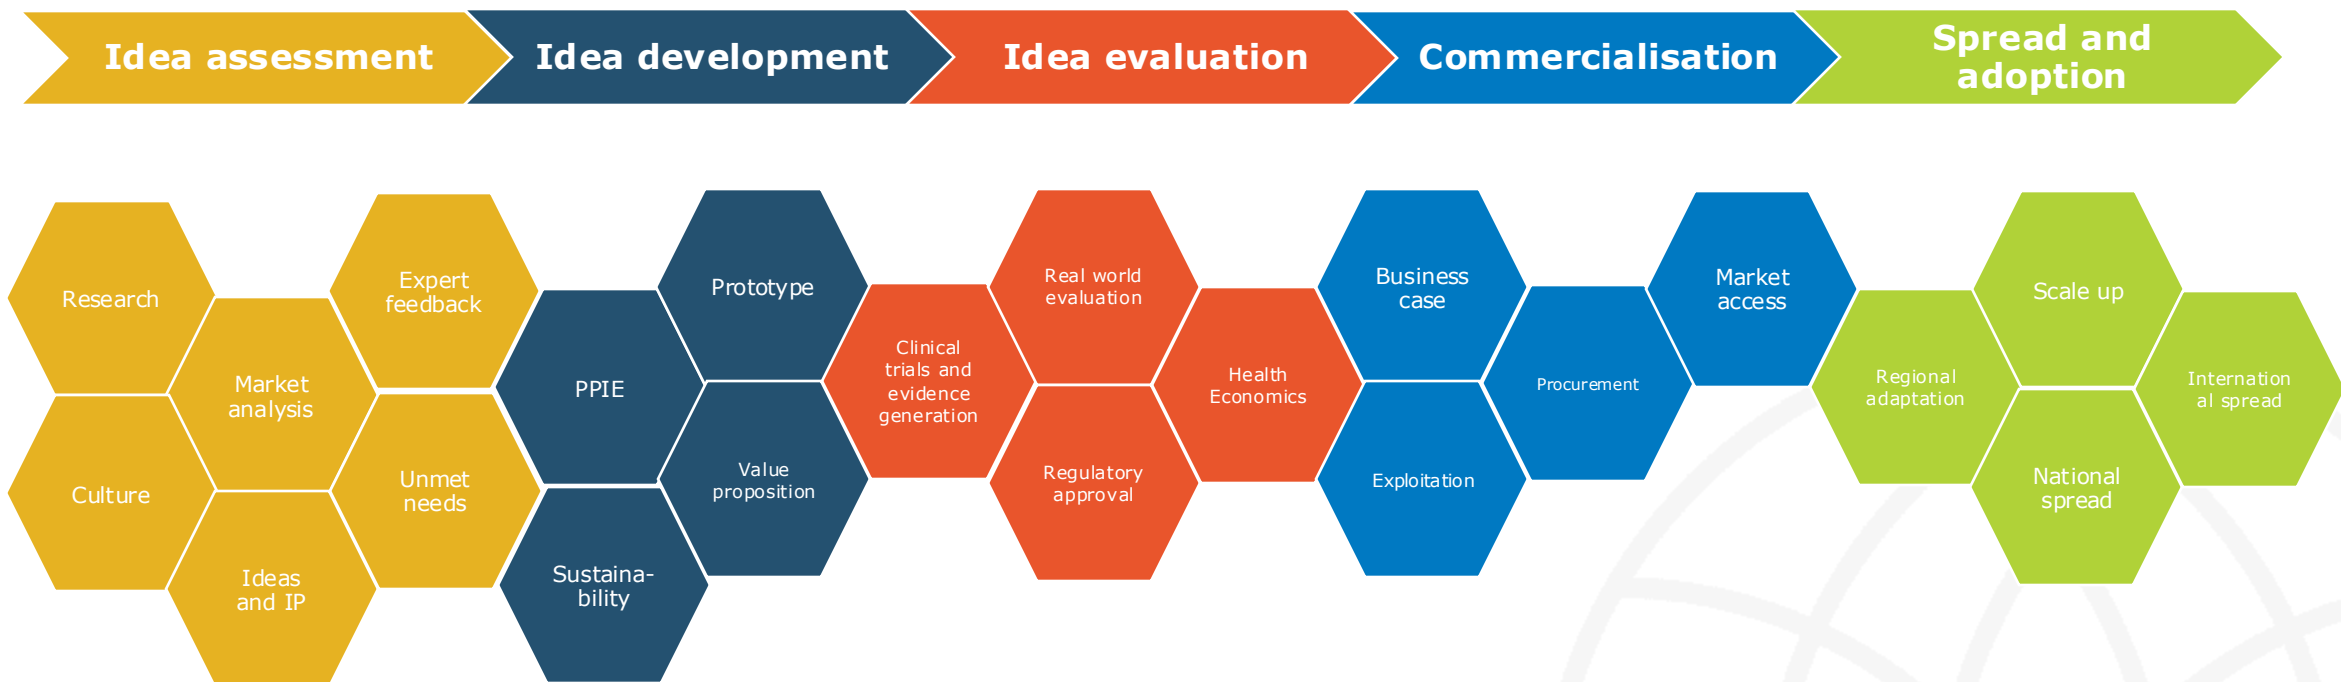 Idea assessment
Idea development
Idea evaluation
Commercialisation
Spread and
adoption
Research
Culture
Market
analysis
Ideas
and IP
Expert
feedback
Unmet
needs
PPIE
Sustaina-
bility
Prototype
Value
proposition
Clinical
trials and
evidence
generation
Real world
evaluation
Regulatory
approval
Health
Economics
Business
case
Exploitation
Procurement
Market
access
Regional
adaptation
Scale up
National
spread
Internation
al spread